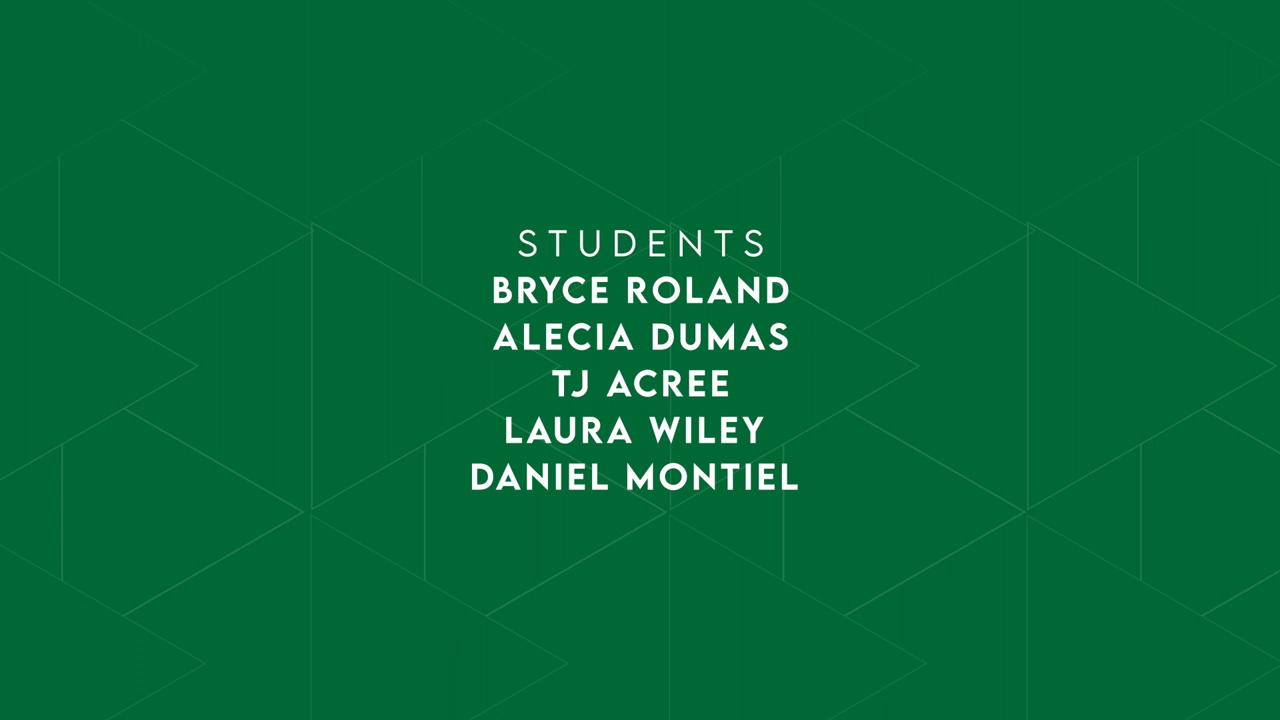 STUDENTS
BRYCE ROLAND
ALECIA DUMAS
TJ ACREE
LAURA WILEY
DANIEL MONTIEL